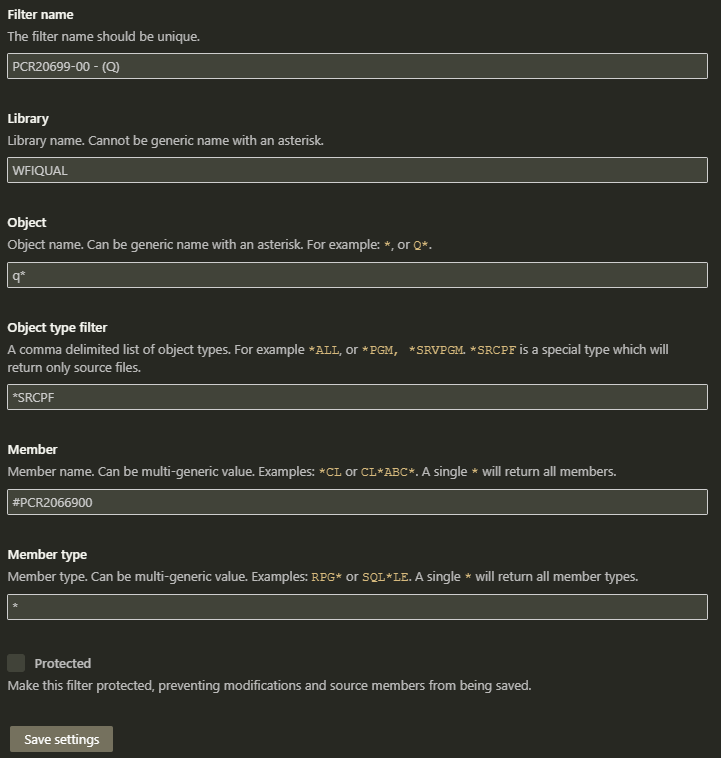 Filter name
The filter name should be unique.
PCR20699-00 - (Q)
Library
Library name. Cannot be generic name with an asterisk.
WFIQUAL
Object
Object name. Can be generic name with an asterisk. For example: *, or Q*.
q*
Object type filter
A comma delimited list of object types. For example *ALL, or *PGM, *SRVPGM. *SRCPF is a special type which will
return only source files.
*SRCPF
Member
Member name. Can be multi-generic value. Examples: *CL or CL*ABC*. A single * will return all members.
#PCR2066900
Member type
Member type. Can be multi-generic value. Examples: RPG* or SQL*LE. A single * will return all member types.
*
Protected
Make this filter protected, preventing modifications and source members from being saved.
Save settings